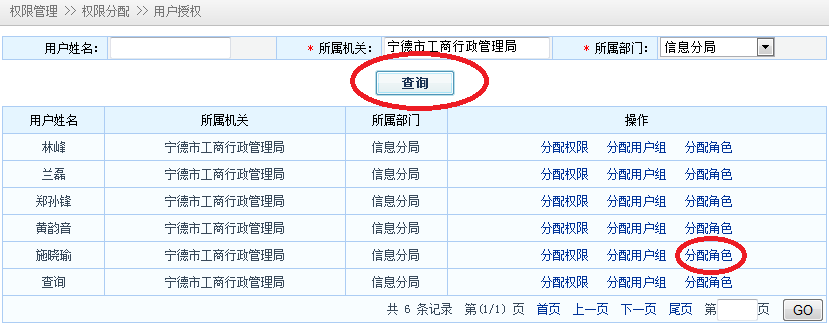 权限管理 >> 权限分配 >> 用户授权
用户姓名： * 所属机关： 宁德市工商行政管理局 * 所属部门： 信息分局
查询
用户姓名 所属机关 所属部门 操作
林峰 宁德市工商行政管理局 信息分局 分配权限 分配用户组 分配角色
兰磊 宁德市工商行政管理局 信息分局 分配权限 分配用户组 分配角色
郑孙锋 宁德市工商行政管理局 信息分局 分配权限 分配用户组 分配角色
黄韵音 宁德市工商行政管理局 信息分局 分配权限 分配用户组 分配角色
施晓瑜 宁德市工商行政管理局 信息分局 分配权限 分配用户组 分配角色
查询 宁德市工商行政管理局 信息分局 分配权限 分配用户组 分配角色
共 6 条记录 第(1/1) 页 首页 上一页 下一页 尾页 第 页 GO